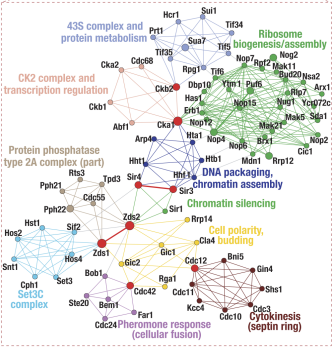 43S complex and
protein metabolism
Hcr1
Sui1
Tif34
Prt1
Sua7
Tif5
Tif35
Rpg1
Ribosome
biogenesis/assembly
Nog2
Nop7
Rpf2
Mak11
Bud20
Nsa2
Arx1
Tif6
Ytm1
Puf6
Rlp7
Dbp10
Nug1
Ycr072c
Has1
Nop15
Mak5
Sda1
Erb1
Nop12
Mak21
Brx1
Nop4
Nop6
Cic1
Mdn1
Rrp12
Cka2
Cdc68
CK2 complex and
transcription regulation
Ckb2
Ckb1
Abf1
Cka1
Hta1
Arp4
Htb1
Hht1
Hhf1
DNA packaging,
chromatin assembly
Protein phosphatase
type 2A complex (part)
Rts3
Tpd3
Sir4
Sir3
Pph21
Cdc55
Pph22
Sir1
Chromatin silencing
Zds2
Rrp14
Cell polarity,
budding
Hst1
Sif2
Hos2
Zds1
Gic1
Cla4
Hos4
Gic2
Cdc12
Bni5
Snt1
Gin4
Cph1
Set3
Set3C
complex
Bob1
Rga1
Cdc11
Shs1
Cdc42
Ste20
Bem1
Kcc4
Cdc3
Cdc24
Far1
Cdc10
Pheromone response
(cellular fusion)
Cytokinesis
(septin ring)